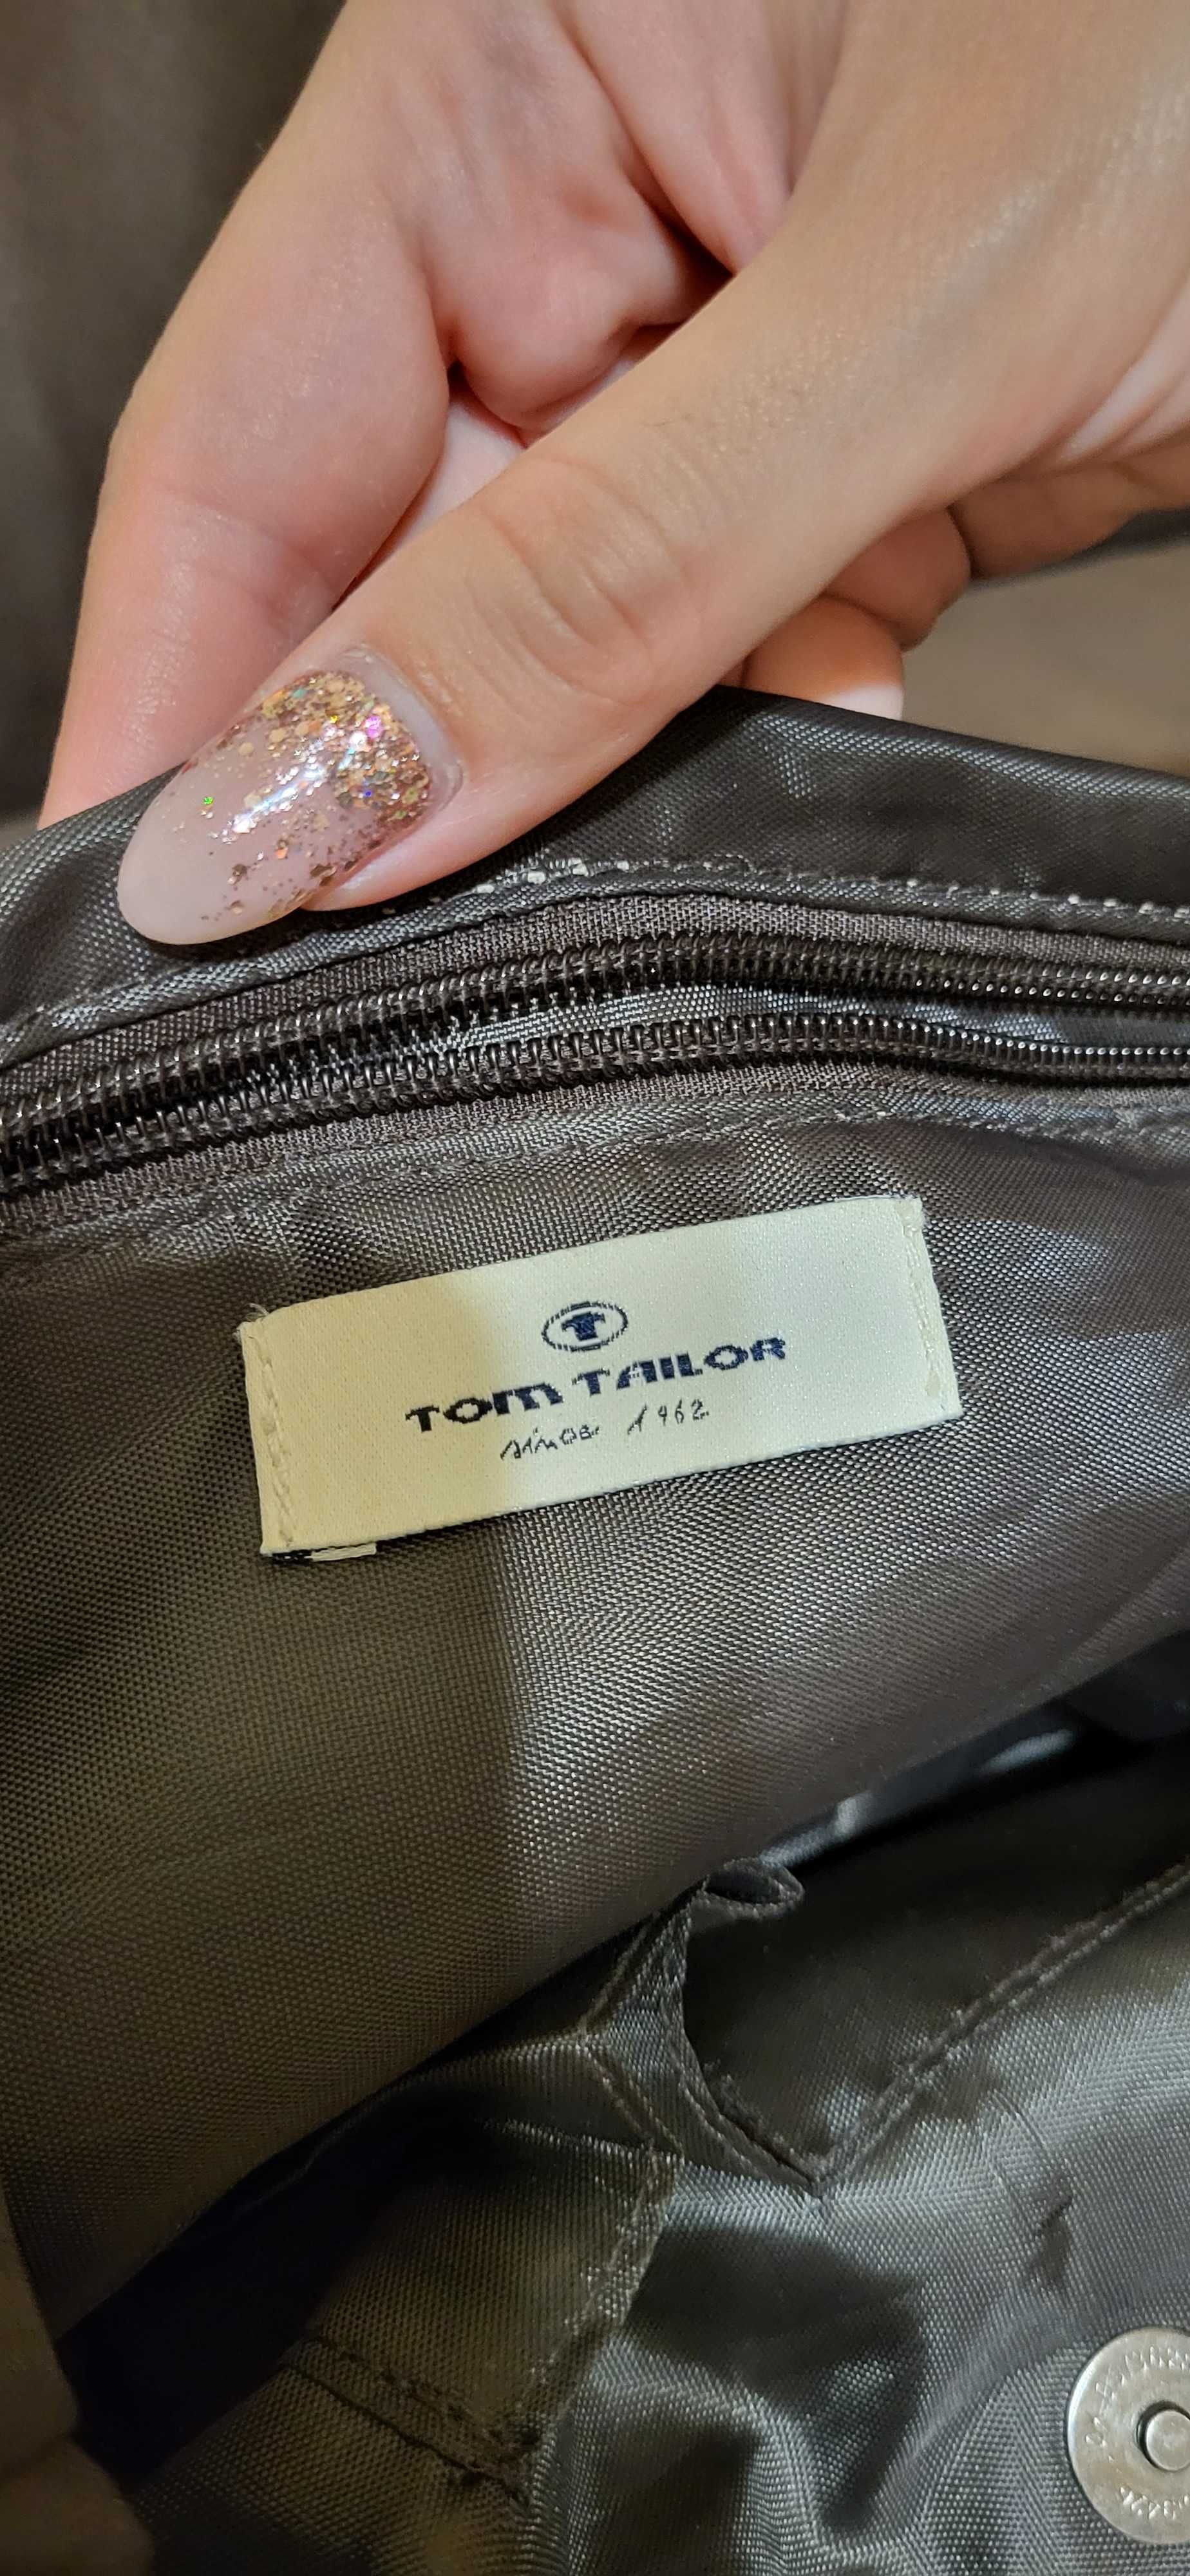 TOM TAILOR
since 1962